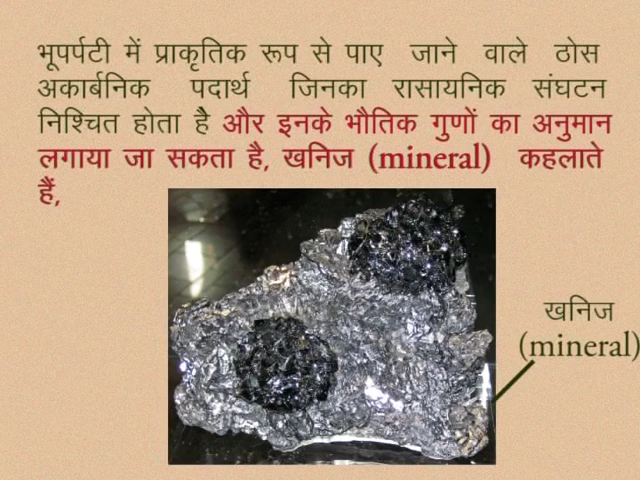 भूपर्पटी में प्राकृतिक रूप से पाए जाने वाले ठोस
अकार्बनिक पदार्थ जिनका रासायनिक संघटन
निश्चित होता है और इनके भौतिक गुणों का अनुमान
लगाया जा सकता है, खनिज (mineral) कहलाते
हैं,
खनिज
(mineral)